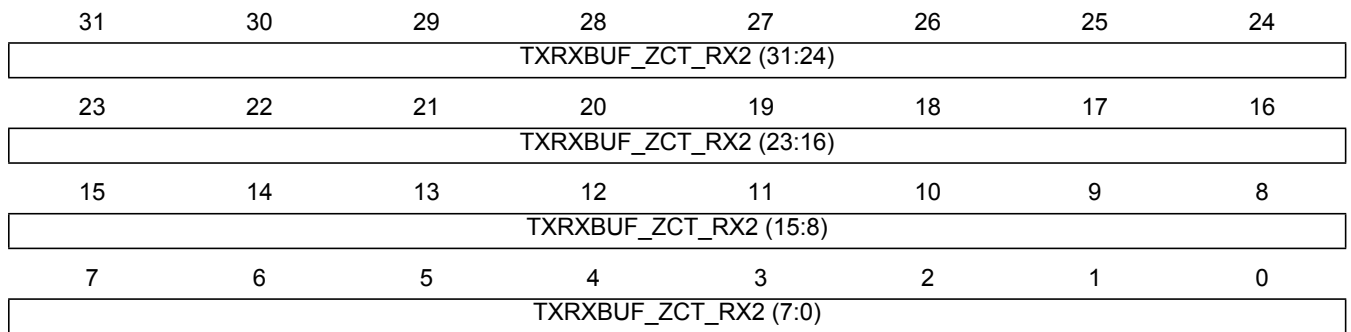 31 30 29 28 27 26 25 24
TXRXBUF_ZCT_RX2 (31:24)
23 22 21 20 19 18 17 16
TXRXBUF_ZCT_RX2 (23:16)
15 14 13 12 11 10 9 8
TXRXBUF_ZCT_RX2 (15:8)
7 6 5 4 3 2 1 0
TXRXBUF_ZCT_RX2 (7:0)